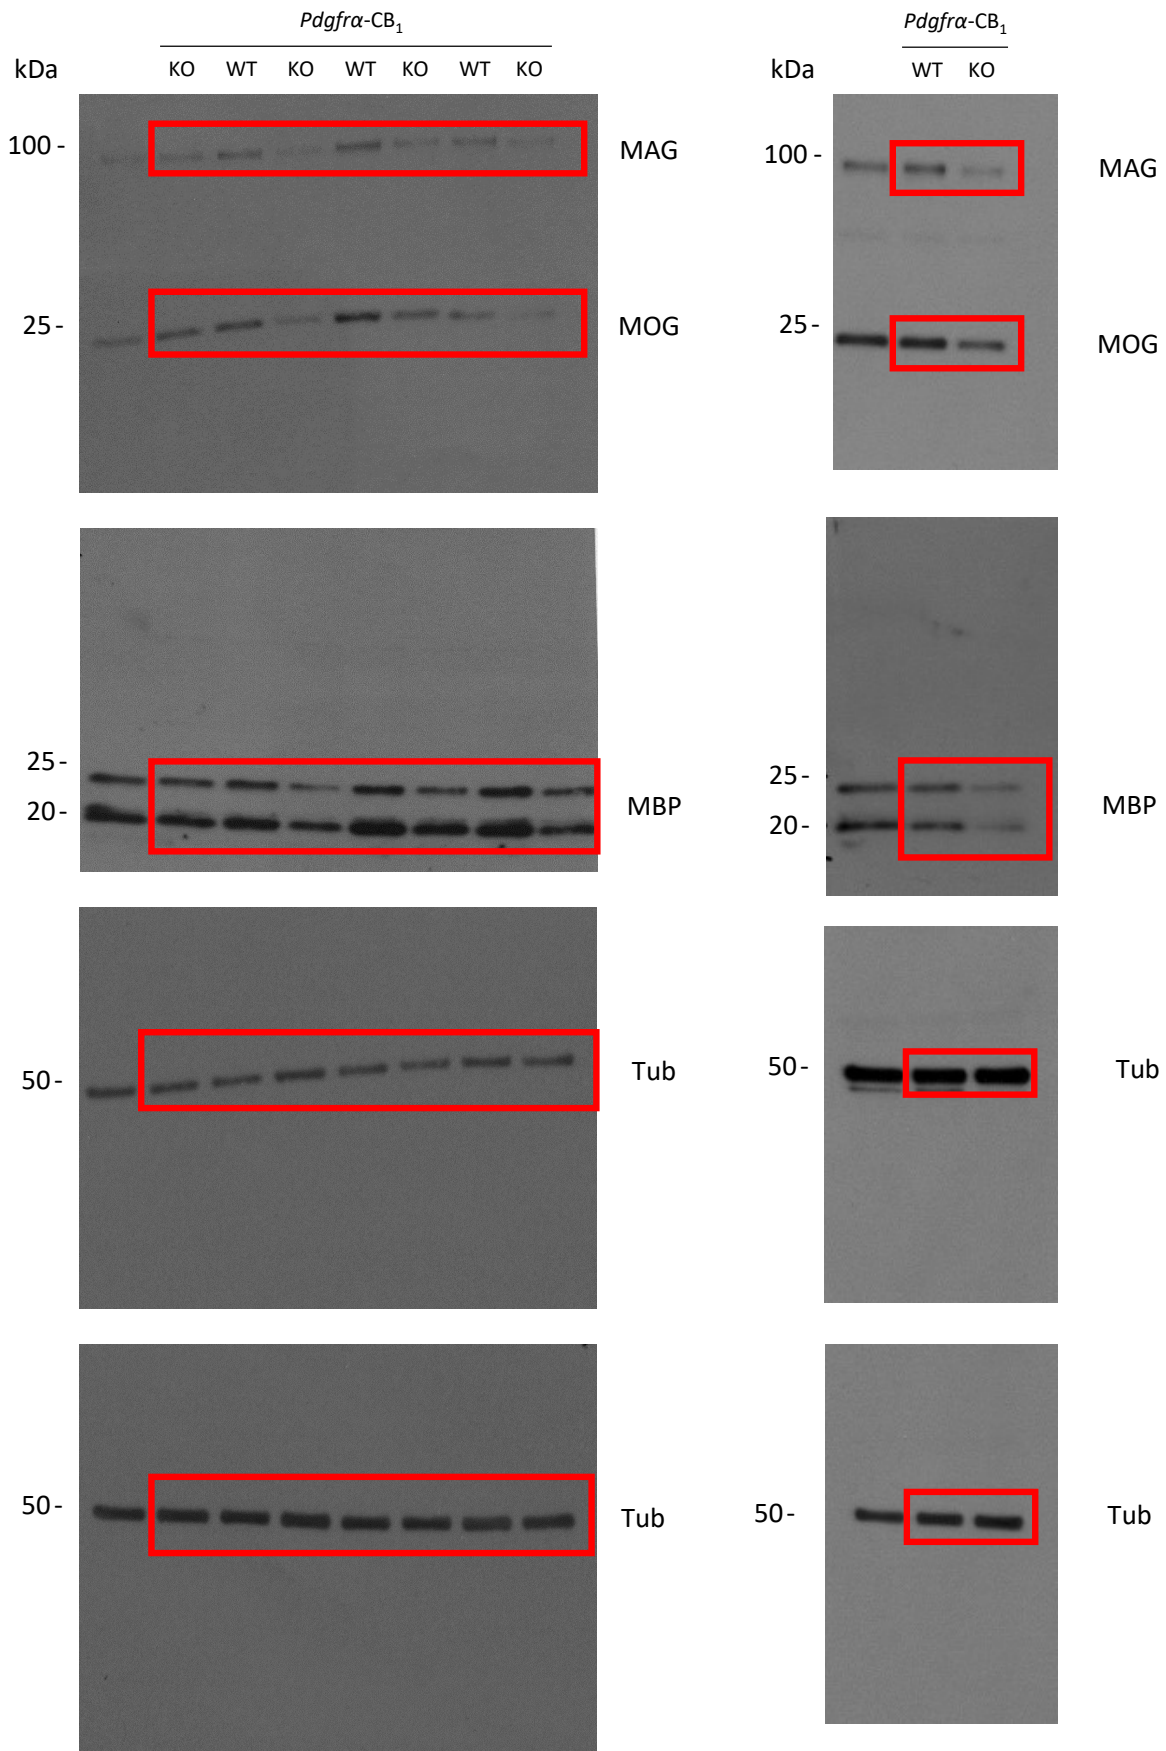 Pdgfrα-CB₁
kDa KO WT KO WT KO WT KO
100 - MAG
25 - MOG
25 -
20 - MBP
50 - Tub
50 - Tub
Pdgfrα-CB₁
kDa WT KO
100 - MAG
25 - MOG
25 -
20 - MBP
50 - Tub
50 - Tub